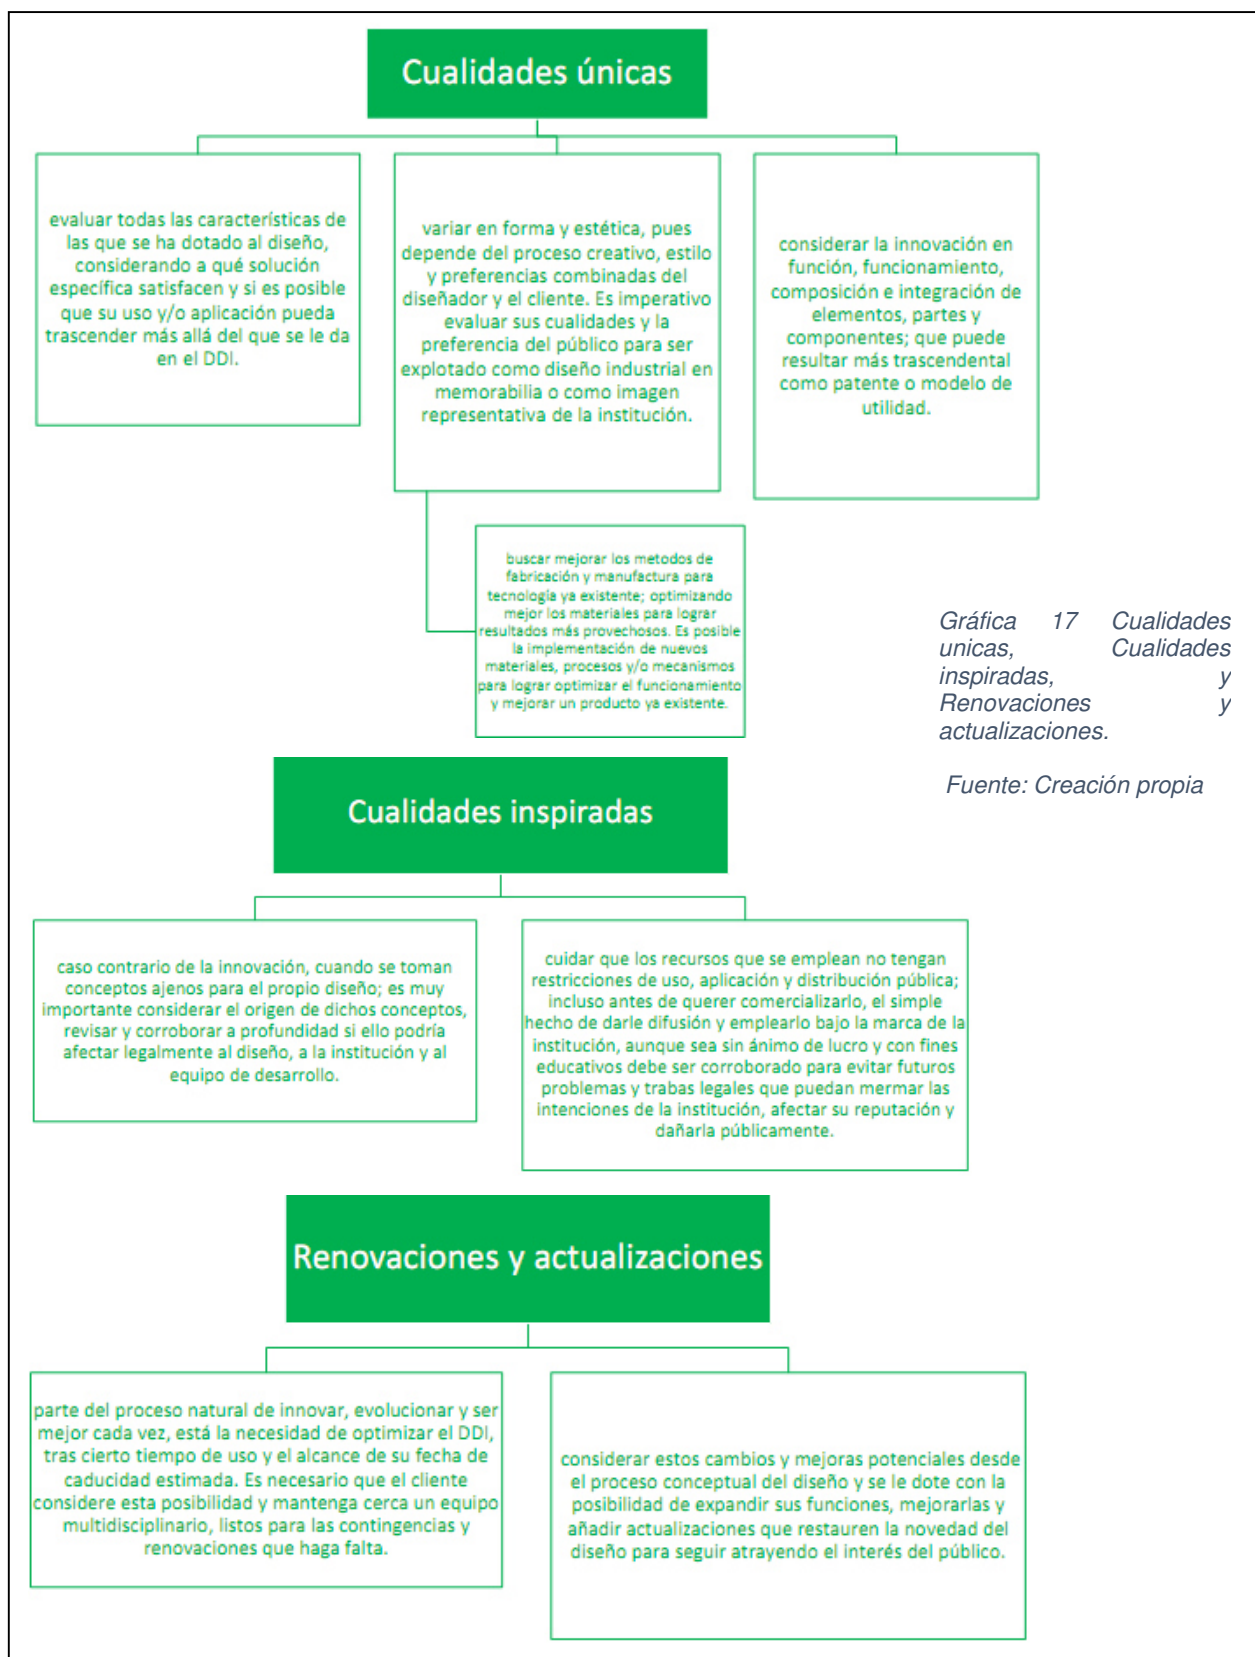 Cualidades únicas
evaluar todas las características de
las que se ha dotado al diseño,
considerando a qué solución
específica satisfacen y si es posible
que su uso y/o aplicación pueda
trascender más allá del que se le da
en el DDI.
variar en forma y estética, pues
depende del proceso creativo, estilo
y preferencias combinadas del
diseñador y el cliente. Es imperativo
evaluar sus cualidades y la
preferencia del público para ser
explotado como diseño industrial en
memorabilia o como imagen
representativa de la institución.
considerar la innovación en
función, funcionamiento,
composición e integración de
elementos, partes y
componentes; que puede
resultar más trascendental
como patente o modelo de
utilidad.
buscar mejorar los metodos de
fabricación y manufactura para
tecnología ya existente; optimizando
mejor los materiales para lograr
resultados más provechosos. Es posible
la implementación de nuevos
materiales, procesos y/o mecanismos
para lograr optimizar el funcionamiento
y mejorar un producto ya existente.
Gráfica 17 Cualidades
unicas, Cualidades
inspiradas, y
Renovaciones y
actualizaciones.
Fuente: Creación propia
Cualidades inspiradas
caso contrario de la innovación, cuando se toman
conceptos ajenos para el propio diseño; es muy
importante considerar el origen de dichos conceptos,
revisar y corroborar a profundidad si ello podría
afectar legalmente al diseño, a la institución y al
equipo de desarrollo.
cuidar que los recursos que se emplean no tengan
restricciones de uso, aplicación y distribución pública;
incluso antes de querer comercializarlo, el simple
hecho de darle difusión y emplearlo bajo la marca de la
institución, aunque sea sin ánimo de lucro y con fines
educativos debe ser corroborado para evitar futuros
problemas y trabas legales que puedan mermar las
intenciones de la institución, afectar su reputación y
dañarla públicamente.
Renovaciones y actualizaciones
parte del proceso natural de innovar, evolucionar y ser
mejor cada vez, está la necesidad de optimizar el DDI,
tras cierto tiempo de uso y el alcance de su fecha de
caducidad estimada. Es necesario que el cliente
considere esta posibilidad y mantenga cerca un equipo
multidisciplinario, listos para las contingencias y
renovaciones que haga falta.
considerar estos cambios y mejoras potenciales desde
el proceso conceptual del diseño y se le dote con la
posibilidad de expandir sus funciones, mejorarlas y
añadir actualizaciones que restauren la novedad del
diseño para seguir atrayendo el interés del público.